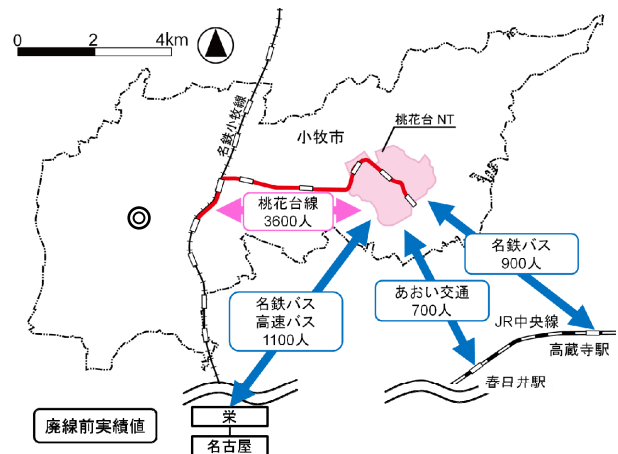 0 2 4km
名鉄小牧線
小牧市
桃花台 NT
桃花台線
3600人
名鉄バス
高速バス
1100人
あおい交通
700人
名鉄バス
900人
JR中央線
高蔵寺駅
春日井駅
廃線前実績値
栄
名古屋